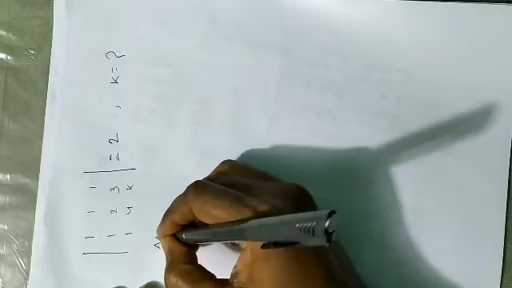 | 1 1 1 |
| 1 2 3 | = 2 , k = ?
| 1 4 k |